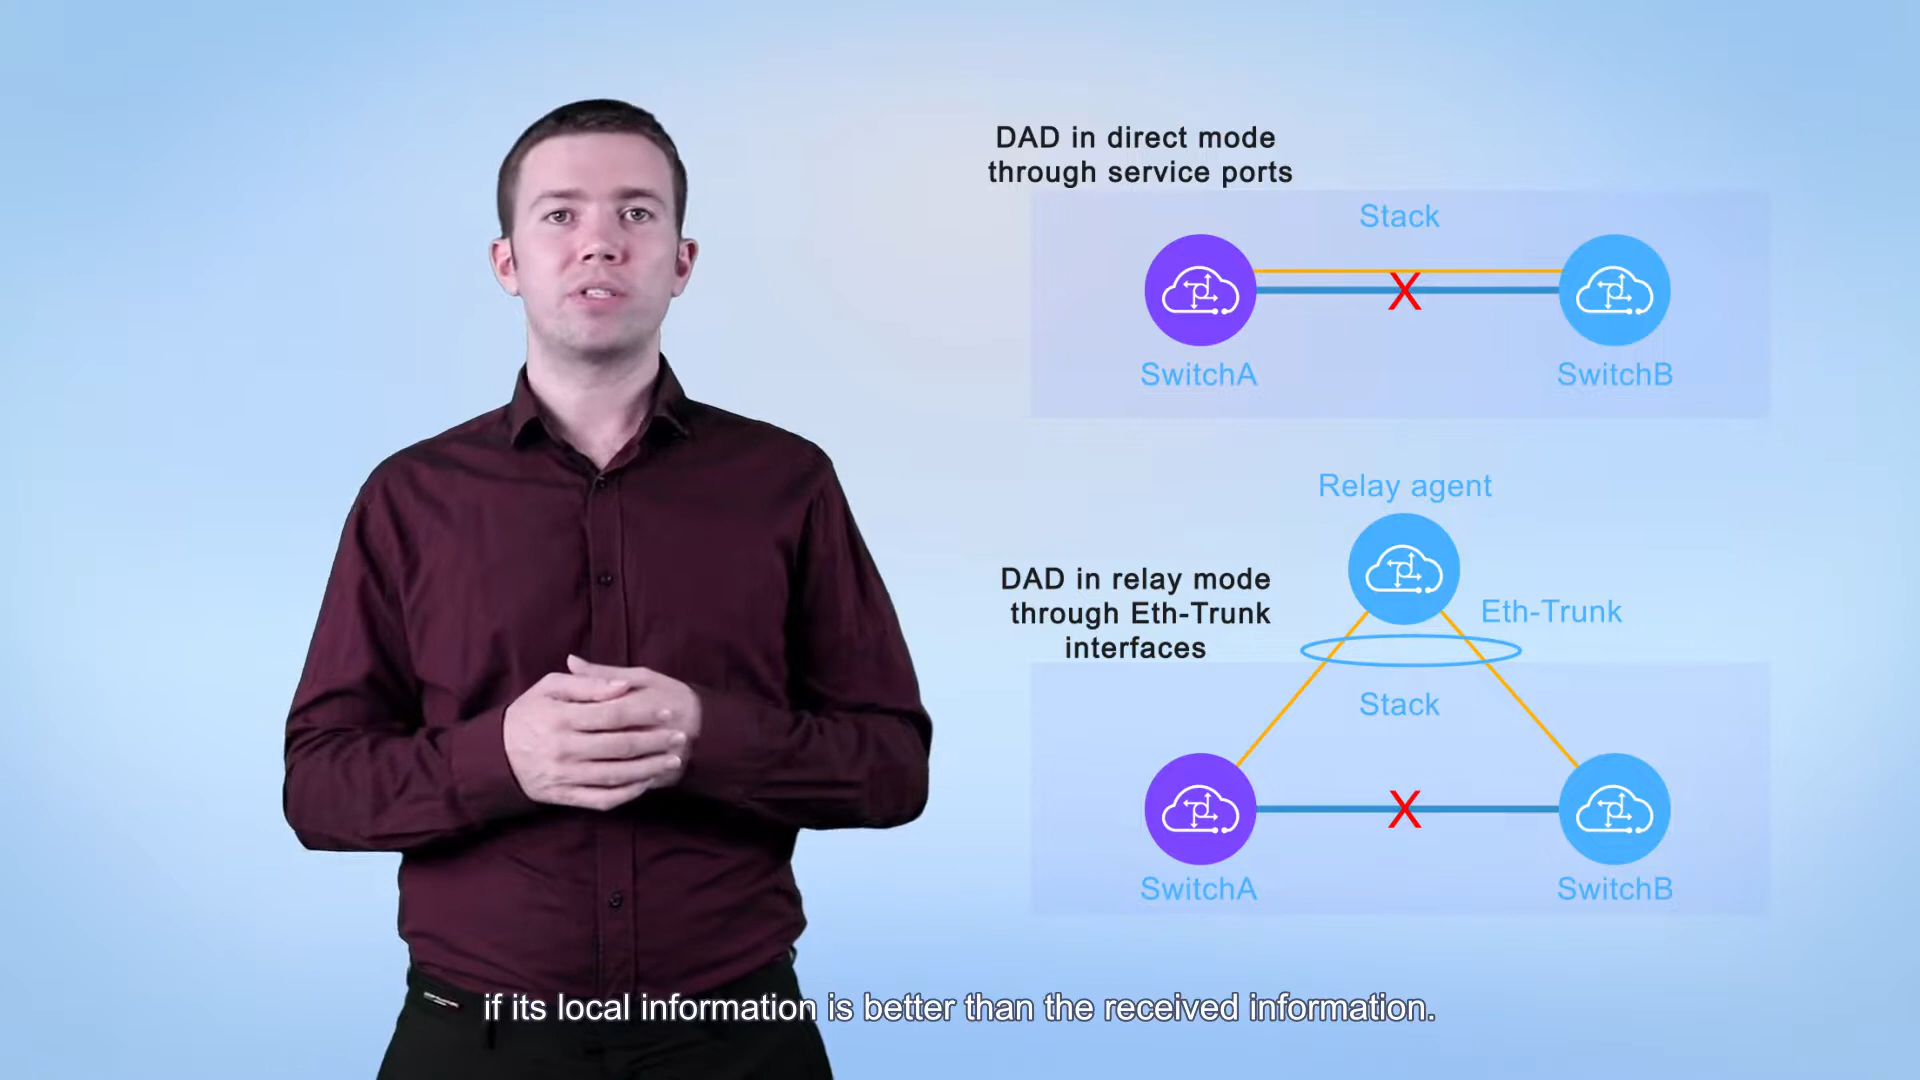 DAD in direct mode
through service ports
Stack
X
SwitchA
SwitchB
Relay agent
DAD in relay mode
through Eth-Trunk
interfaces
Eth-Trunk
Stack
X
SwitchA
SwitchB
if its local information is better than the received information.